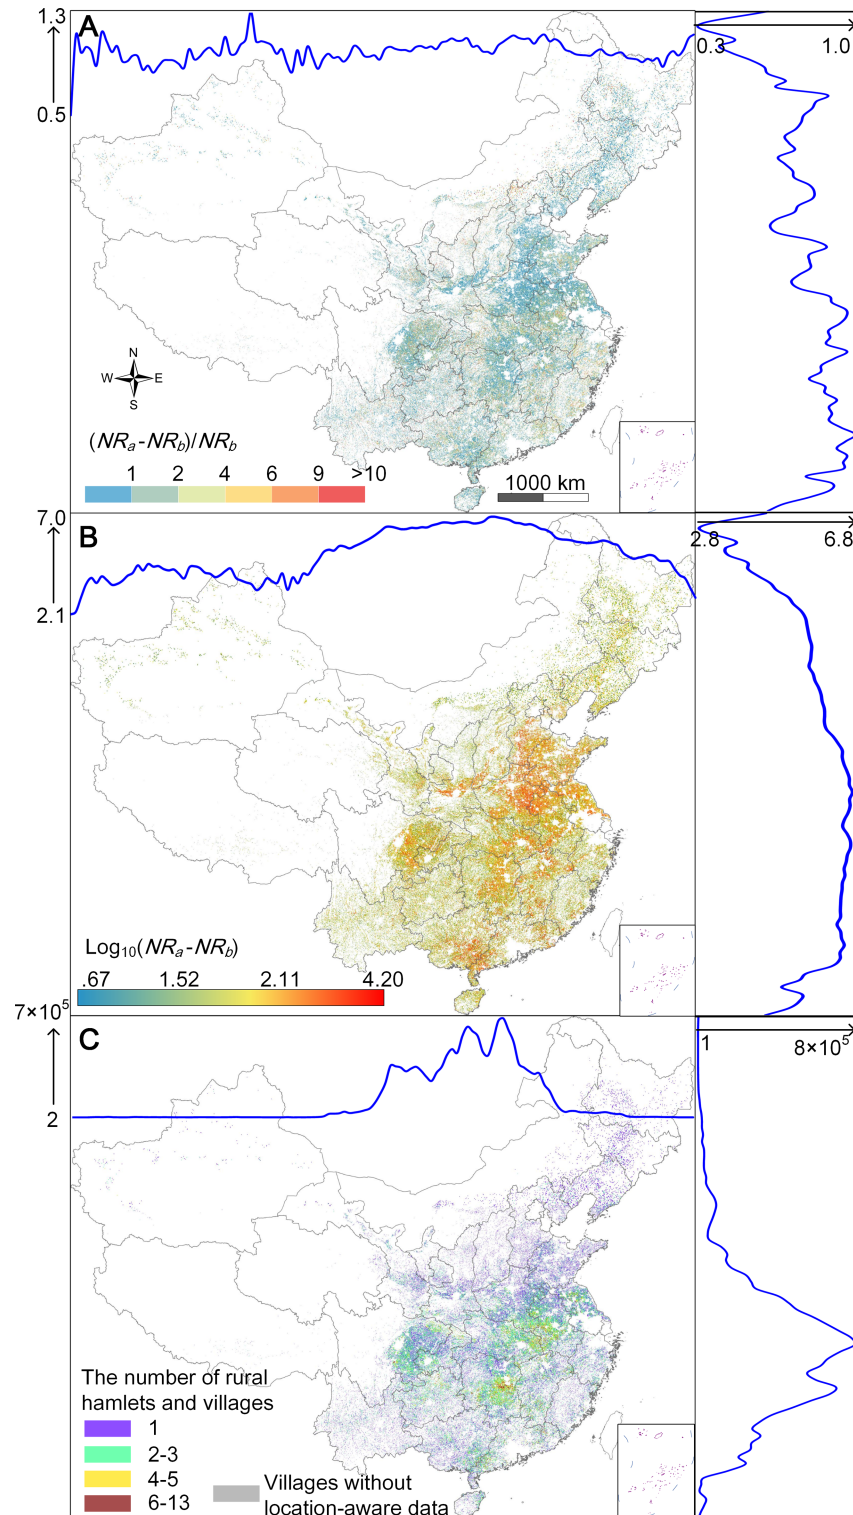 1.3
A
0.5
0.3 1.0
N
W E
S
(NRₐ-NR_b)/NR_b
1 2 4 6 9 >10
1000 km
7.0
B
2.1
2.8 6.8
Log₁₀(NRₐ-NR_b)
.67 1.52 2.11 4.20
7×10⁵
C
2
1 8×10⁵
The number of rural
hamlets and villages
1
2-3
4-5
6-13
Villages without
location-aware data